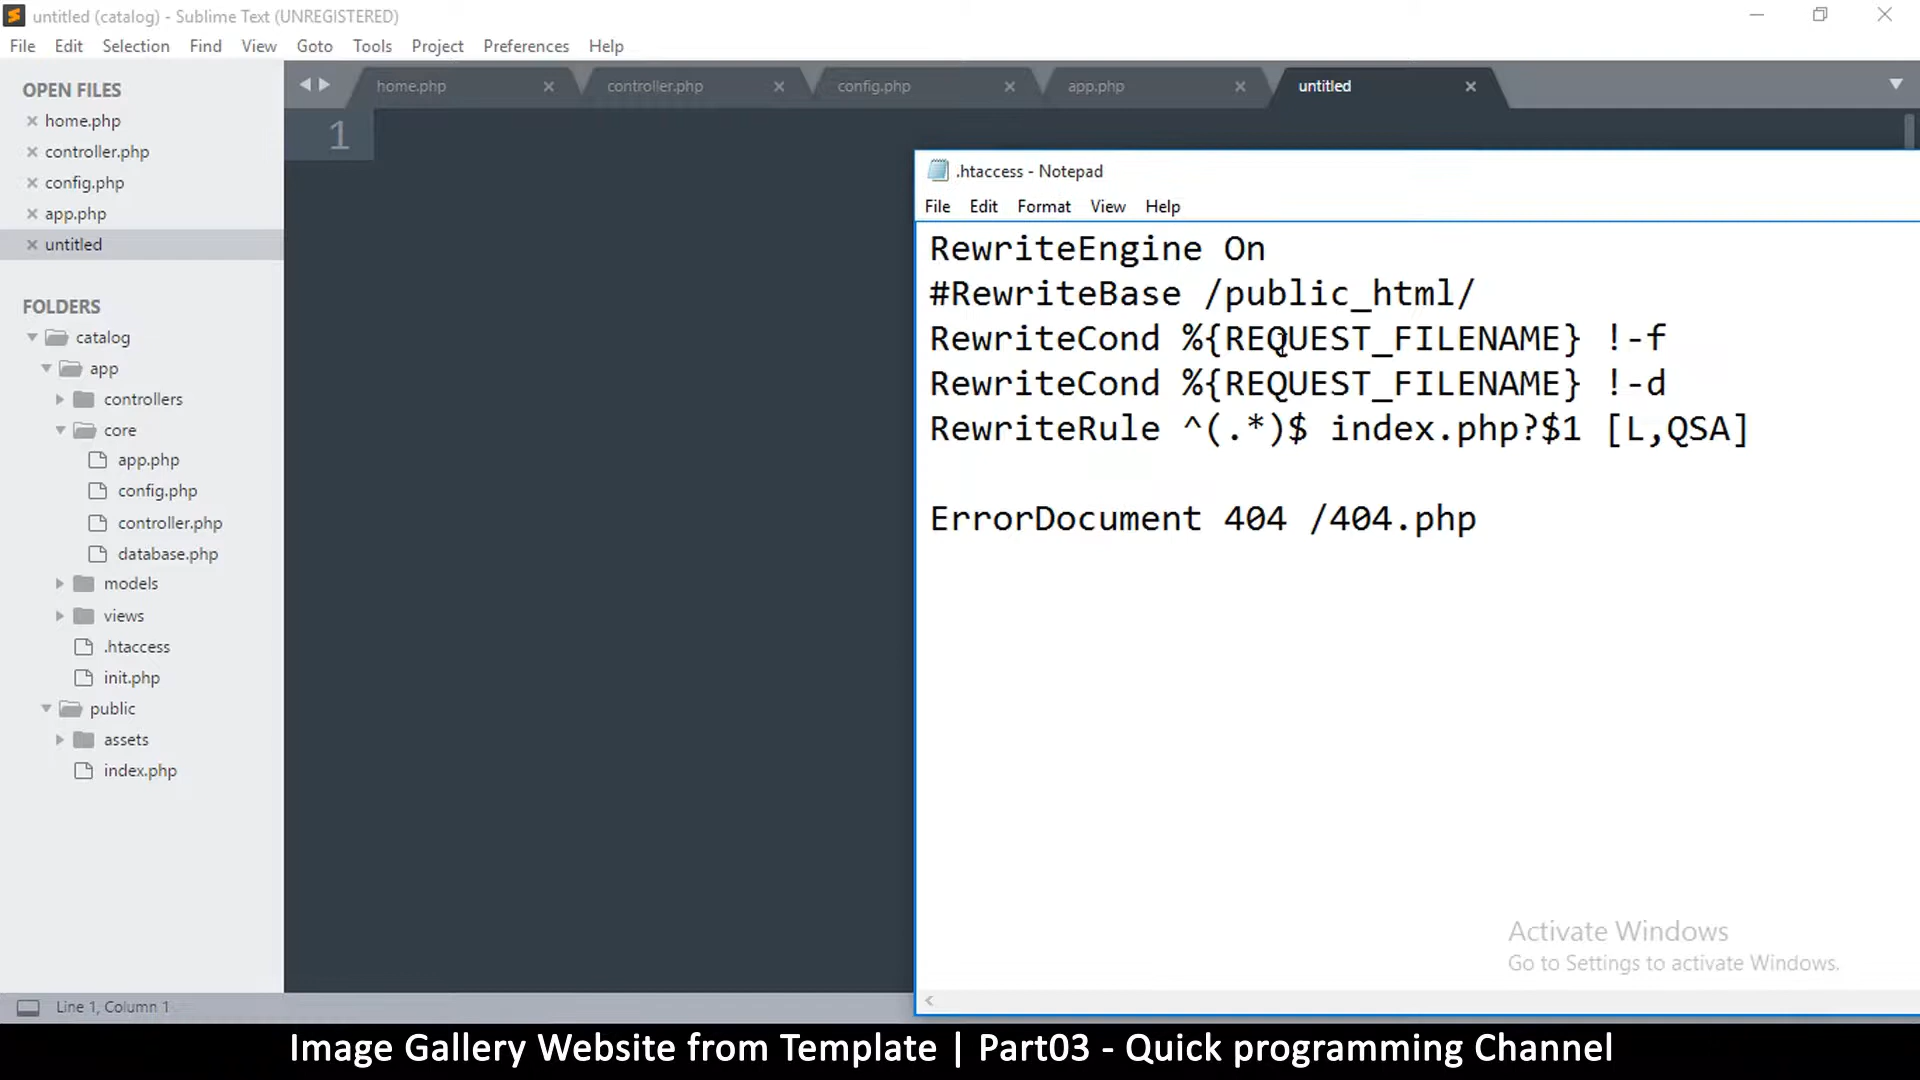 untitled (catalog) - Sublime Text (UNREGISTERED)
File Edit Selection Find View Goto Tools Project Preferences Help
OPEN FILES
home.php
controller.php
config.php
app.php
untitled
FOLDERS
catalog
app
controllers
core
app.php
config.php
controller.php
database.php
models
views
.htaccess
init.php
public
assets
index.php
home.php controller.php config.php app.php untitled
1
.htaccess - Notepad
File Edit Format View Help
RewriteEngine On
#RewriteBase /public_html/
RewriteCond %{REQUEST_FILENAME} !-f
RewriteCond %{REQUEST_FILENAME} !-d
RewriteRule ^(.*)$ index.php?$1 [L,QSA]
ErrorDocument 404 /404.php
Activate Windows
Go to Settings to activate Windows.
Line 1, Column 1
Image Gallery Website from Template | Part03 - Quick programming Channel